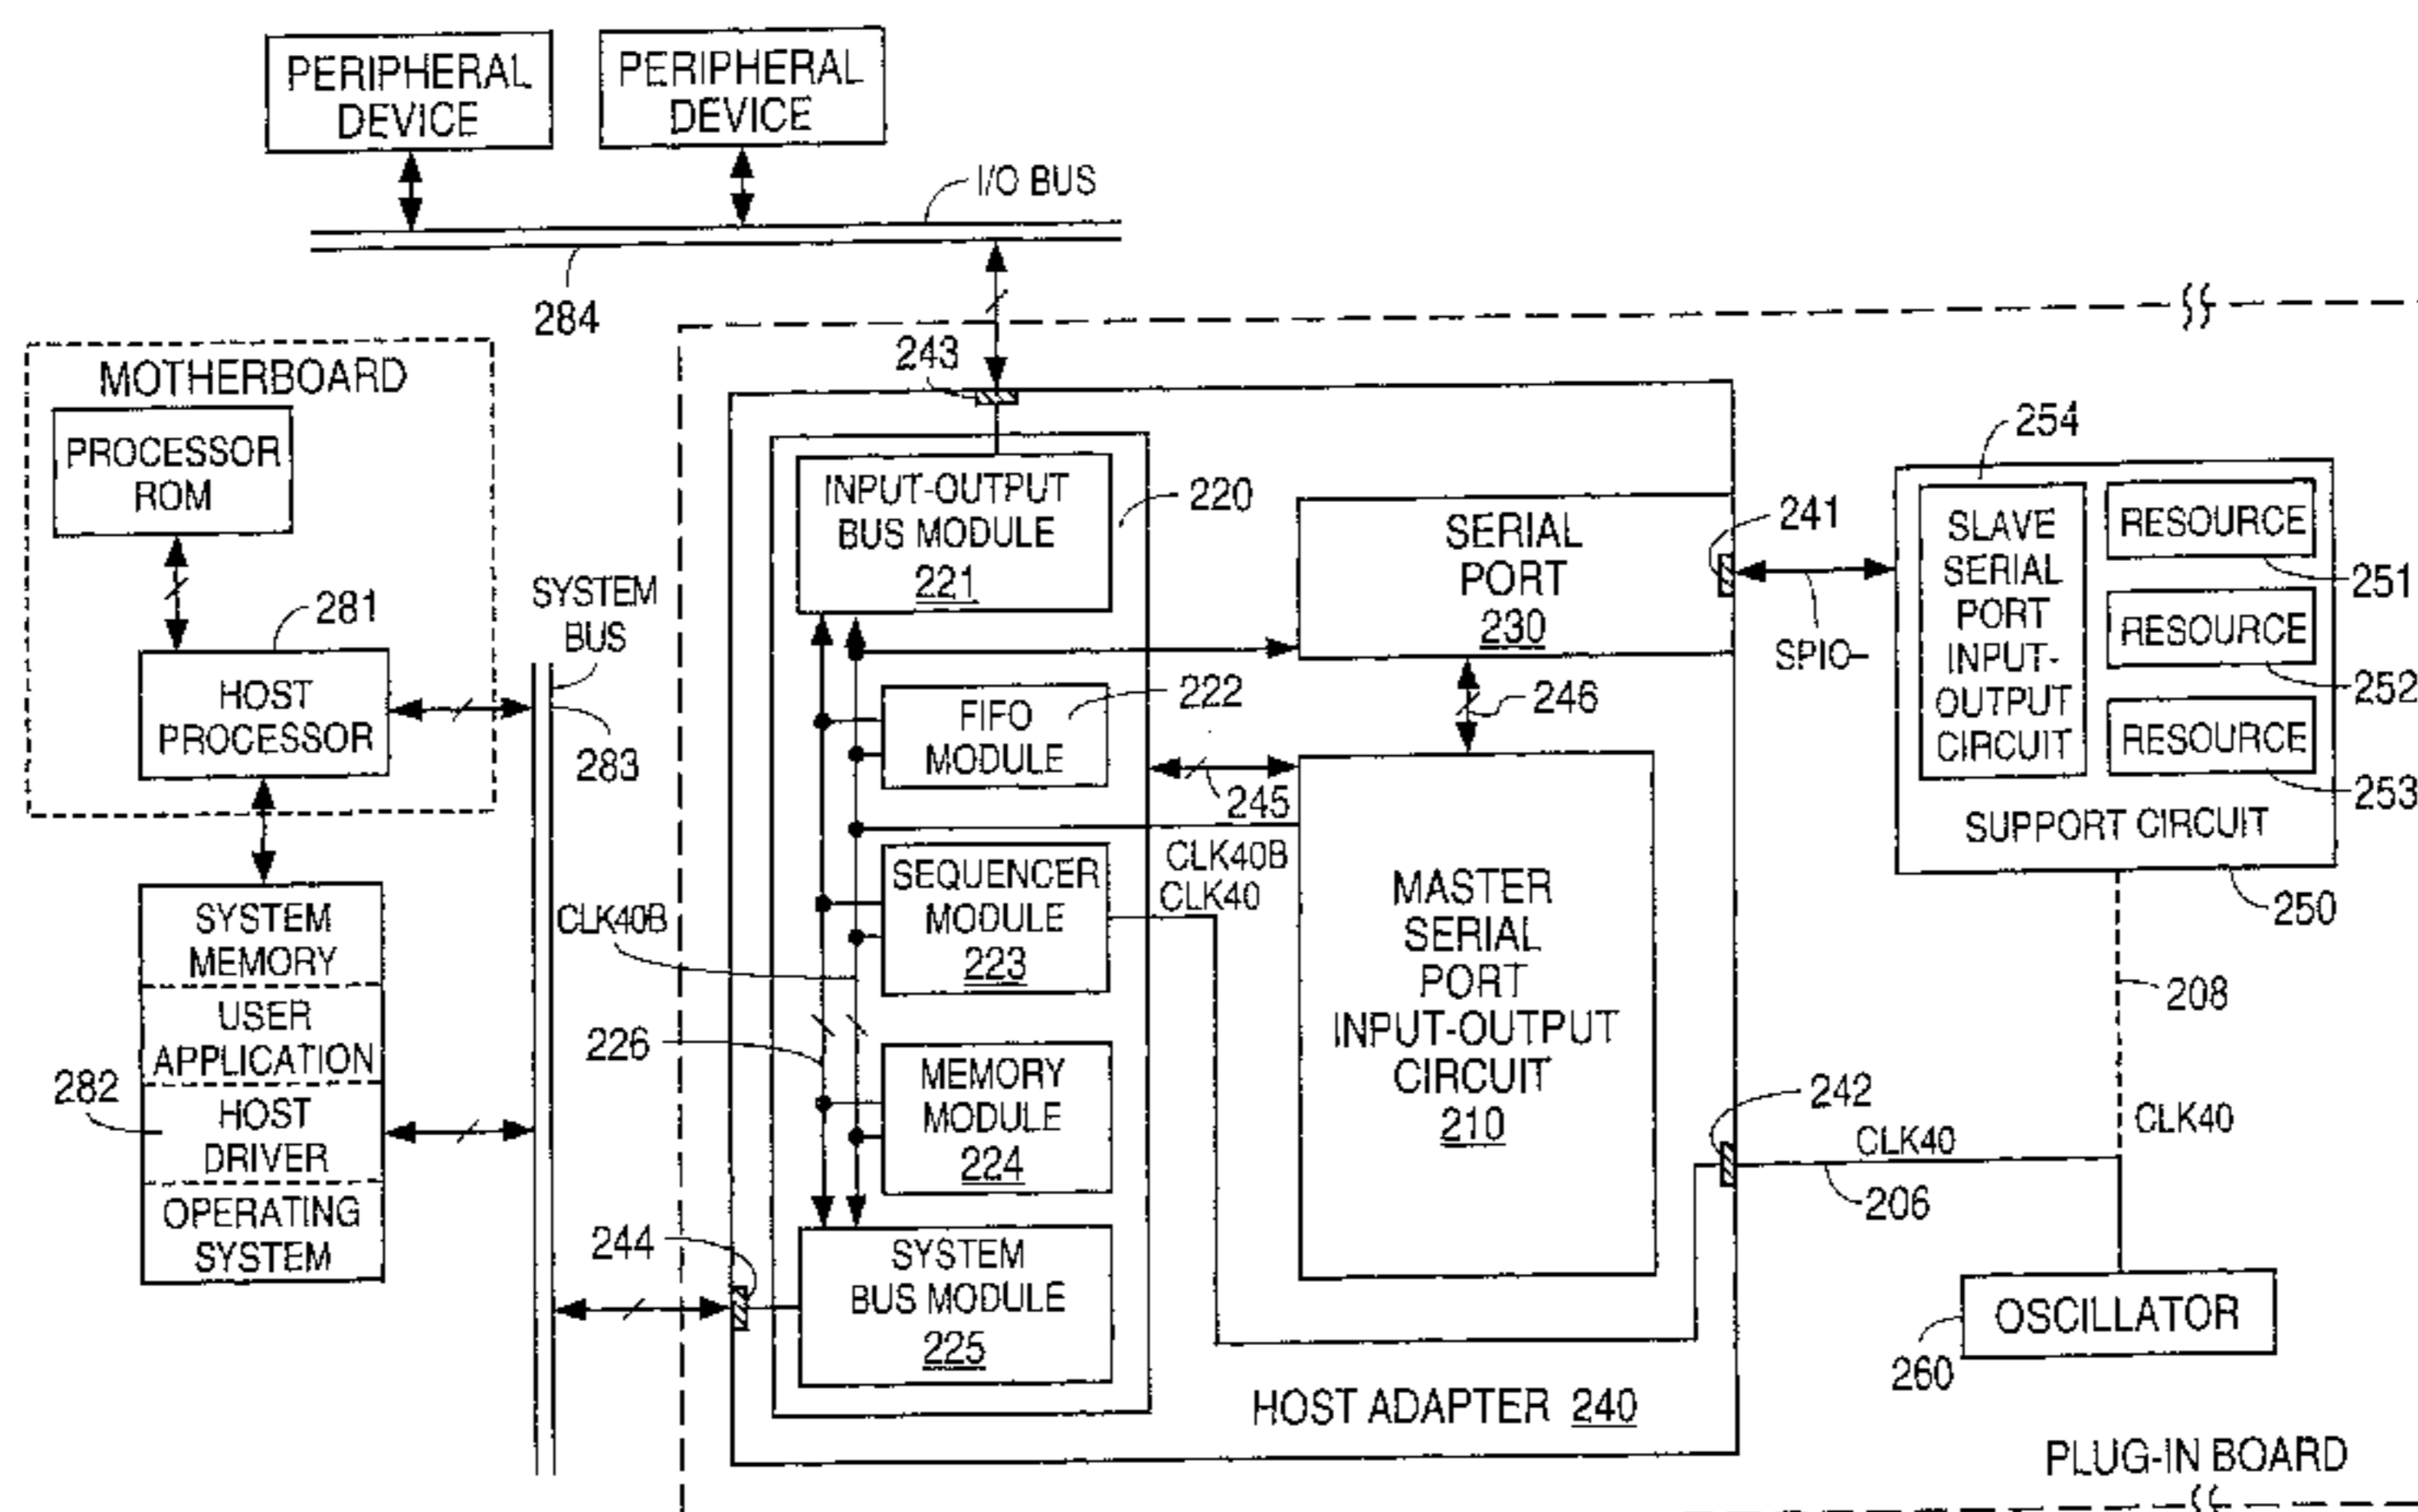 PERIPHERAL
DEVICE
PERIPHERAL
DEVICE
I/O BUS
284
MOTHERBOARD
PROCESSOR
ROM
281
HOST
PROCESSOR
SYSTEM
BUS
283
SYSTEM
MEMORY
USER
APPLICATION
282
HOST
DRIVER
OPERATING
SYSTEM
243
INPUT-OUTPUT
BUS MODULE
221
220
FIFO
MODULE
222
SEQUENCER
MODULE
223
CLK40B
226
MEMORY
MODULE
224
244
SYSTEM
BUS MODULE
225
SERIAL
PORT
230
246
245
CLK40B
CLK40
MASTER
SERIAL
PORT
INPUT-OUTPUT
CIRCUIT
210
HOST ADAPTER 240
241
SPIO
254
SLAVE
SERIAL
PORT
INPUT-
OUTPUT
CIRCUIT
RESOURCE
251
RESOURCE
252
RESOURCE
253
SUPPORT CIRCUIT
250
208
CLK40
242
CLK40
206
OSCILLATOR
260
PLUG-IN BOARD